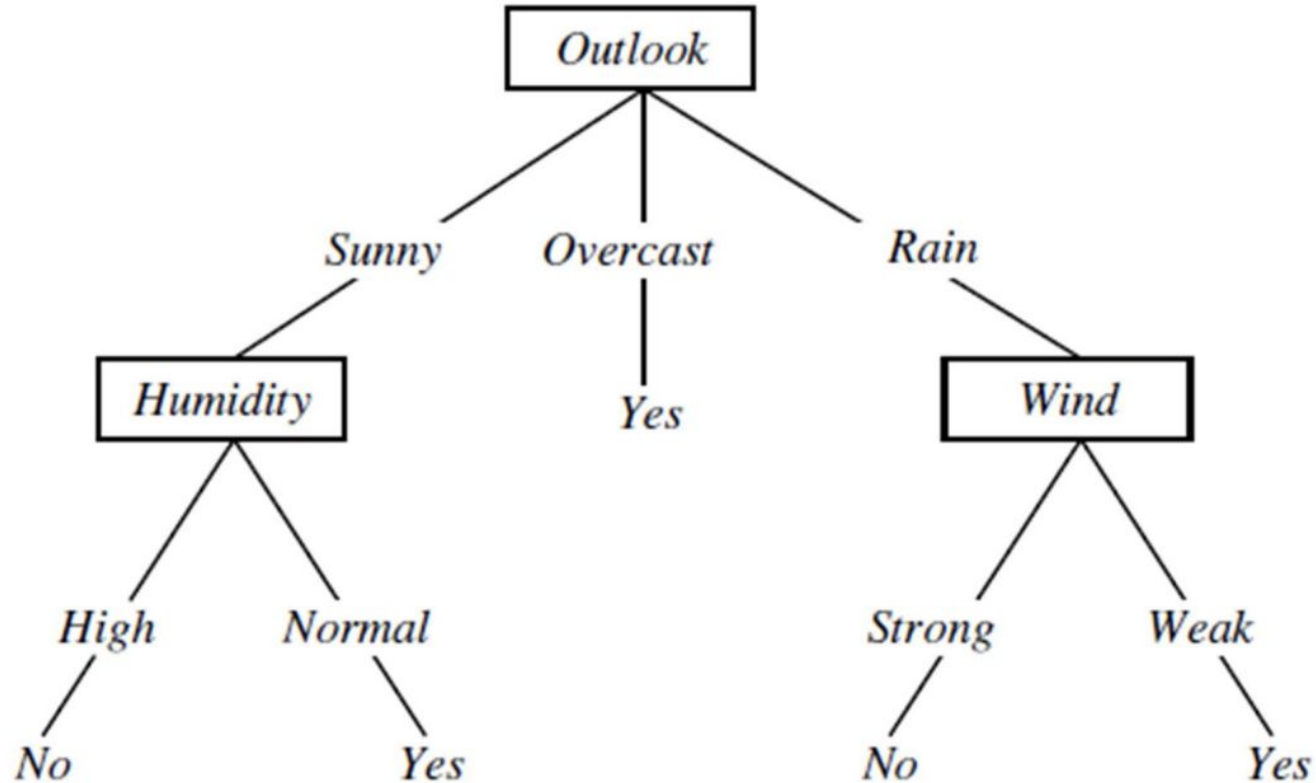 Outlook
Sunny Overcast Rain
Humidity Yes Wind
High Normal Strong Weak
No Yes No Yes